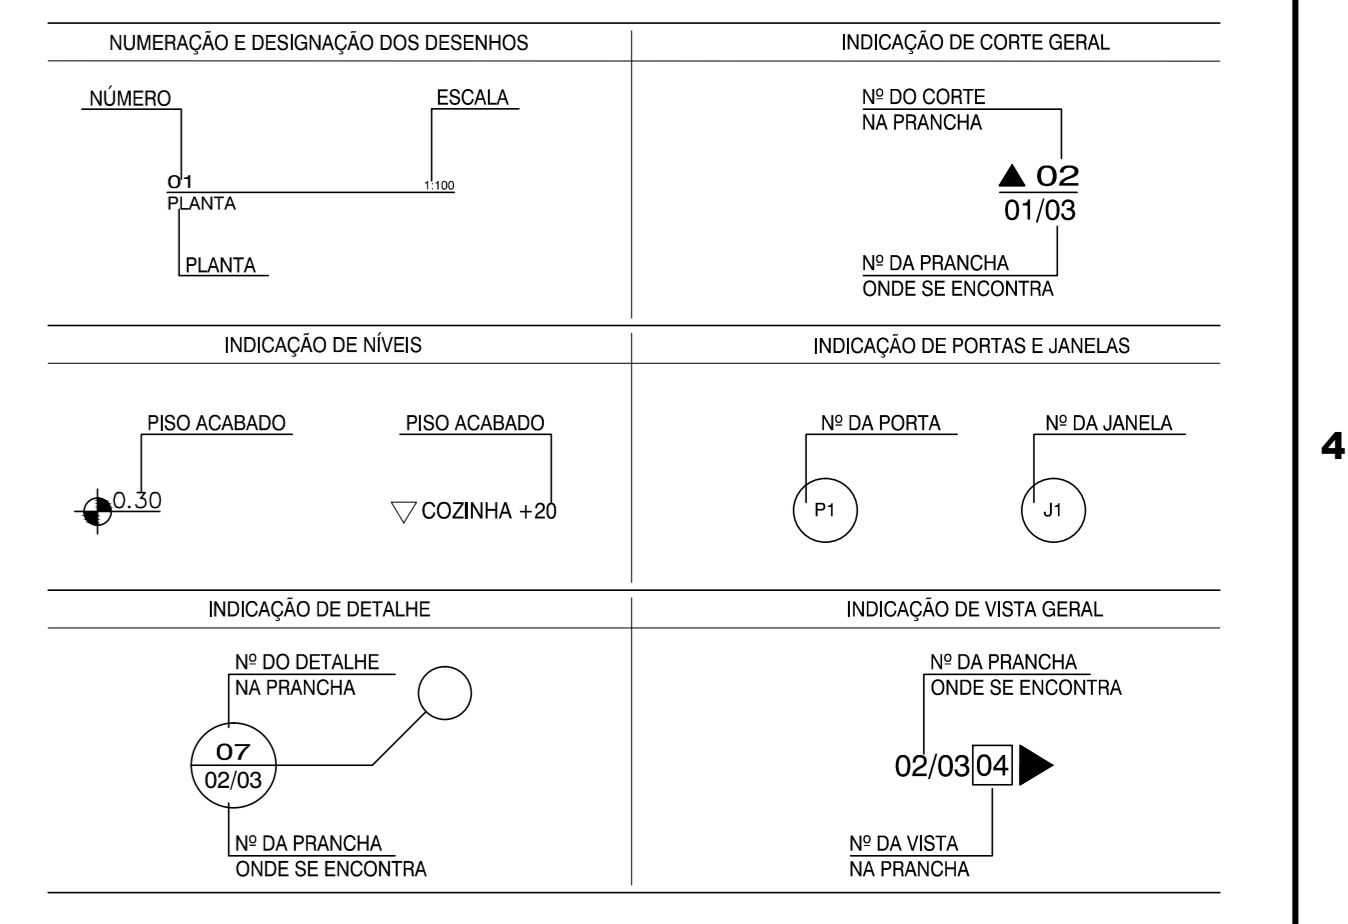 NUMERAÇÃO E DESIGNAÇÃO DOS DESENHOS
NÚMERO
ESCALA
01
1:100
PLANTA
PLANTA
INDICAÇÃO DE CORTE GERAL
Nº DO CORTE
NA PRANCHA
02
01/03
Nº DA PRANCHA
ONDE SE ENCONTRA
INDICAÇÃO DE NÍVEIS
PISO ACABADO
PISO ACABADO
0.30
COZINHA +20
INDICAÇÃO DE PORTAS E JANELAS
Nº DA PORTA
Nº DA JANELA
P1
J1
4
INDICAÇÃO DE DETALHE
Nº DO DETALHE
NA PRANCHA
07
02/03
Nº DA PRANCHA
ONDE SE ENCONTRA
INDICAÇÃO DE VISTA GERAL
Nº DA PRANCHA
ONDE SE ENCONTRA
02/03 04
Nº DA VISTA
NA PRANCHA